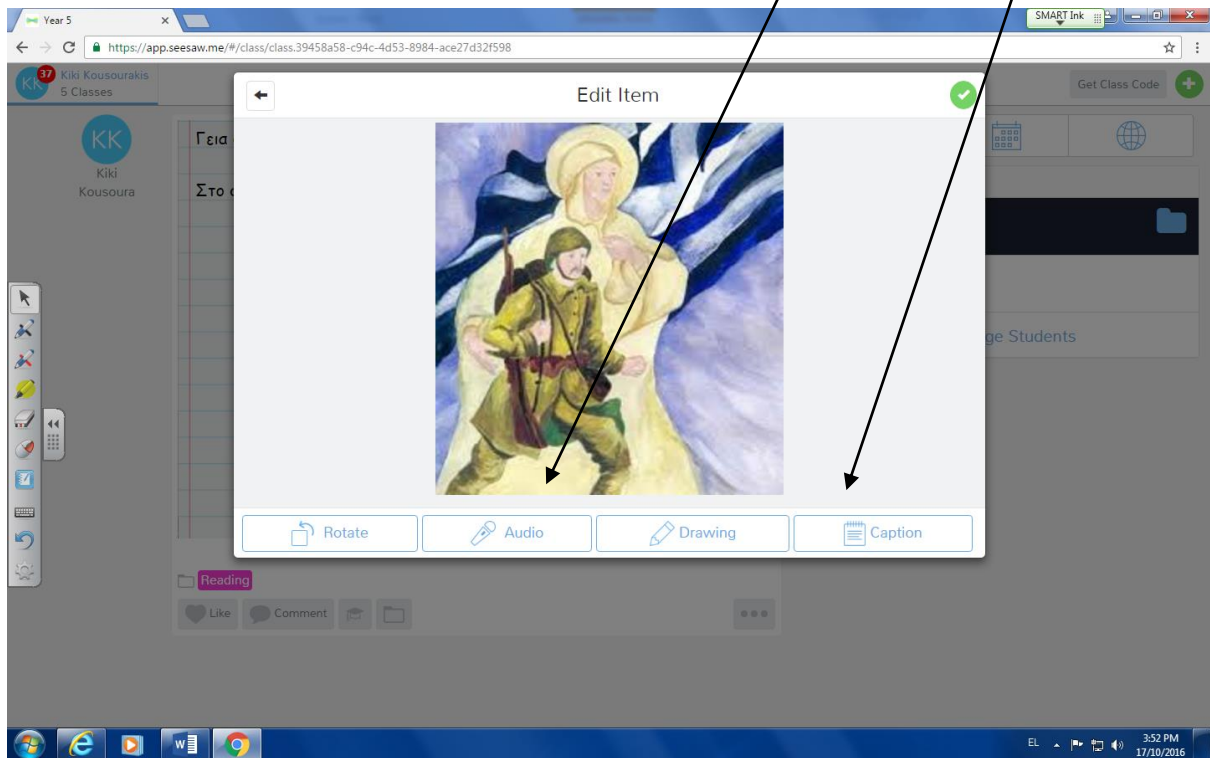 Year 5
SMART Ink
https://app.seesaw.me/#/class/class.39458a58-c94c-4d53-8984-ace27d32f598
37
KK
Kiki Kousourakis
5 Classes
Edit Item
Get Class Code
KK
Kiki
Kousoura
Γεια
Στο
ge Students
Rotate
Audio
Drawing
Caption
Reading
Like
Comment
EL
3:52 PM
17/10/2016